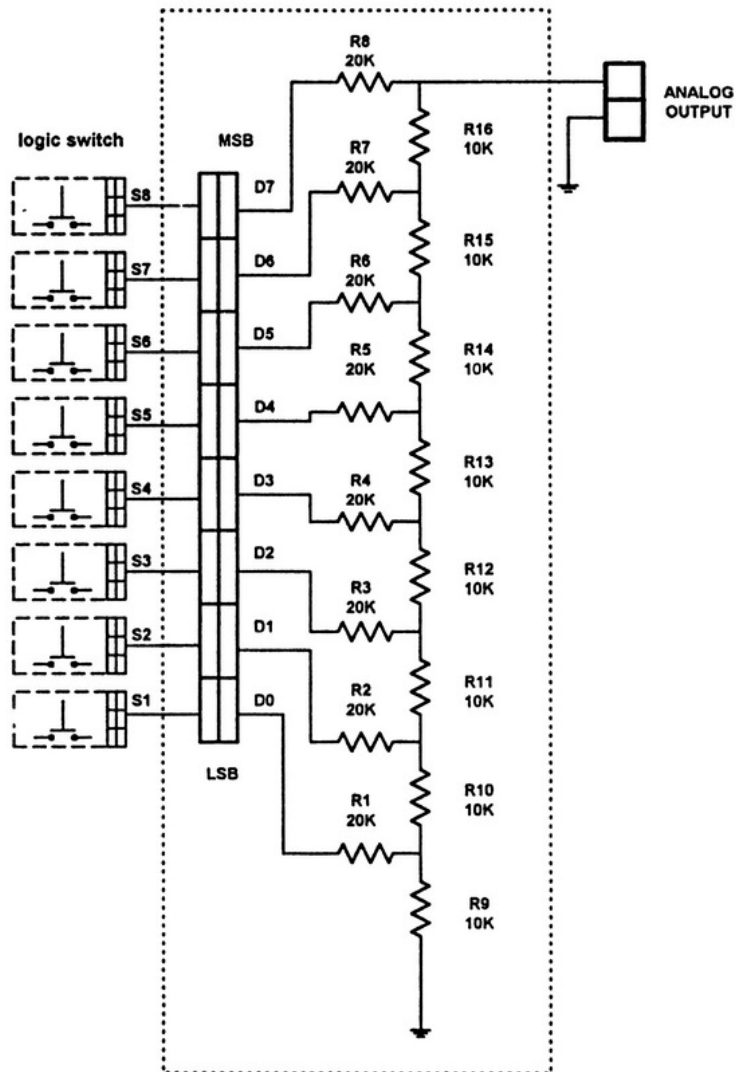 R8
20K
ANALOG
OUTPUT
R16
10K
logic switch
MSB
R7
20K
S8
D7
R15
10K
S7
D6
R6
20K
S6
D5
R5
20K
R14
10K
S5
D4
R13
10K
S4
D3
R4
20K
S3
D2
R12
10K
R3
20K
S2
D1
R11
10K
S1
D0
R2
20K
LSB
R10
10K
R1
20K
R9
10K